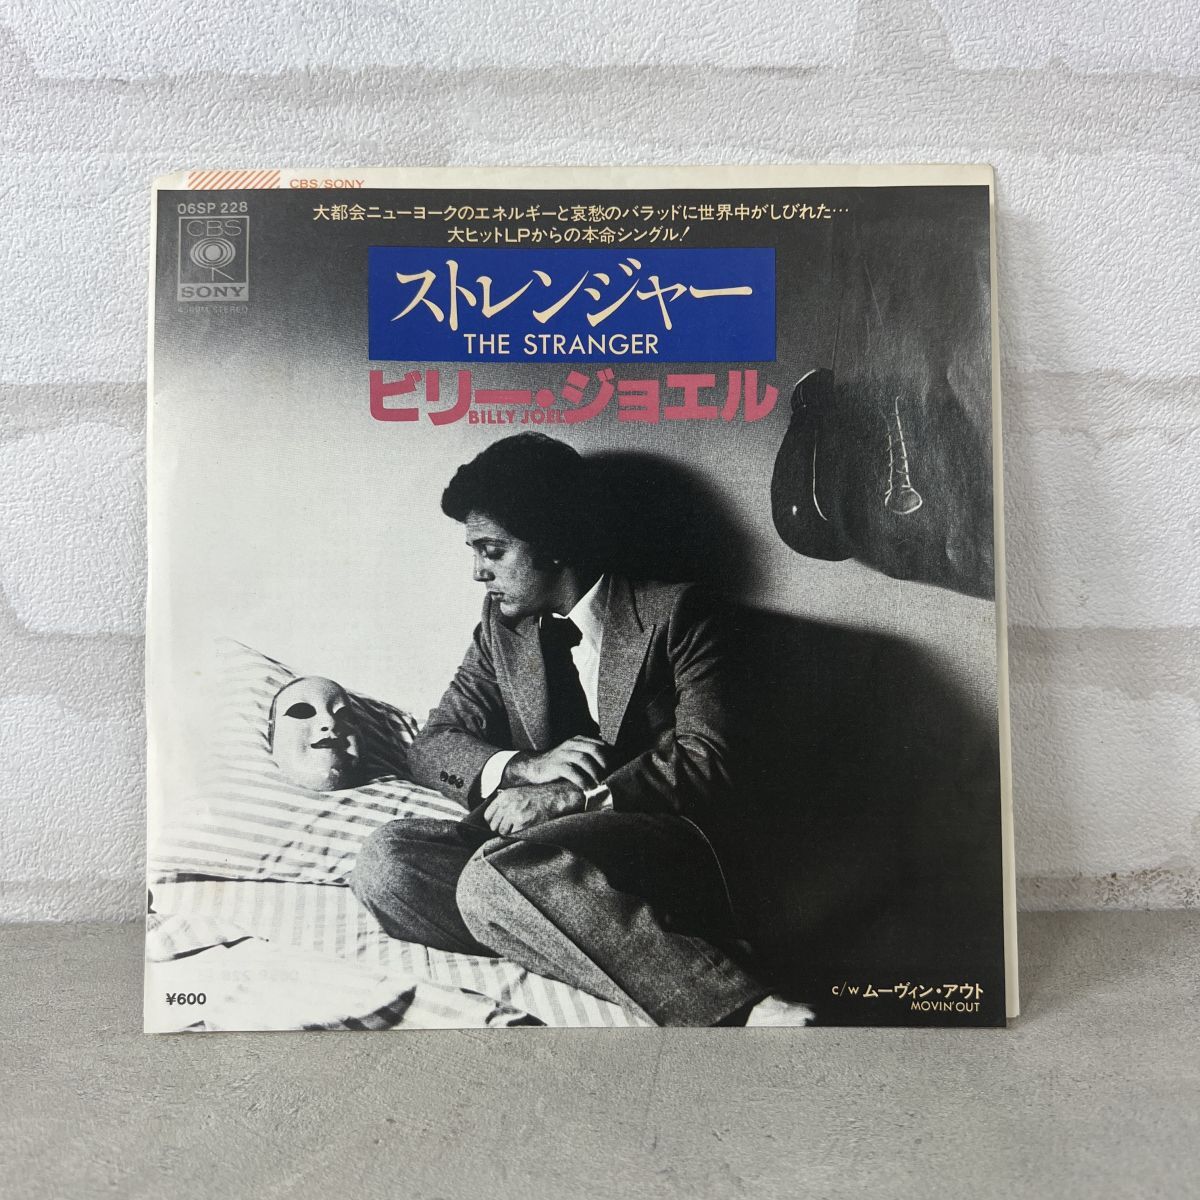 CBS/SONY
06SP 228
CBS
SONY
大都会ニューヨークのエネルギーと哀愁のバラッドに世界中がしびれた…
大ヒットLPからの本命シングル!
ストレンジャー
THE STRANGER
ビリー・ジョエル
BILLY JOEL
¥600
c/w ムーヴィン・アウト
MOVIN' OUT